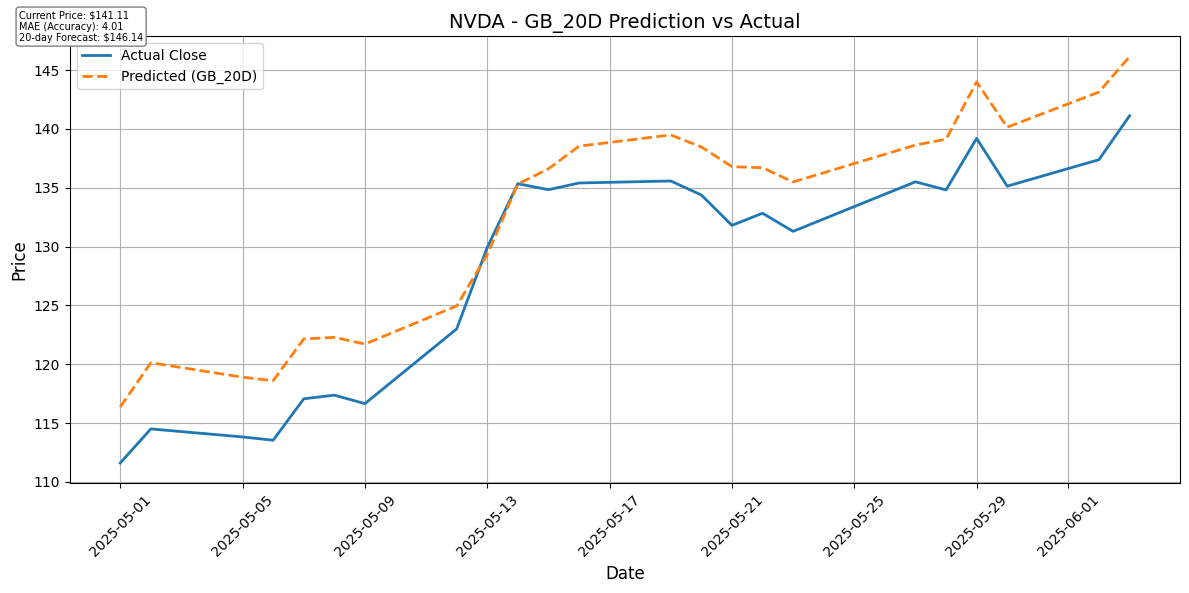 NVDA - GB_20D Prediction vs Actual
Current Price: $141.11
MAE (Accuracy): 4.01
20-day Forecast: $146.14
Actual Close
Predicted (GB_20D)
Price
145
140
135
130
125
120
115
110
2025-05-01
2025-05-05
2025-05-09
2025-05-13
2025-05-17
2025-05-21
2025-05-25
2025-05-29
2025-06-01
Date